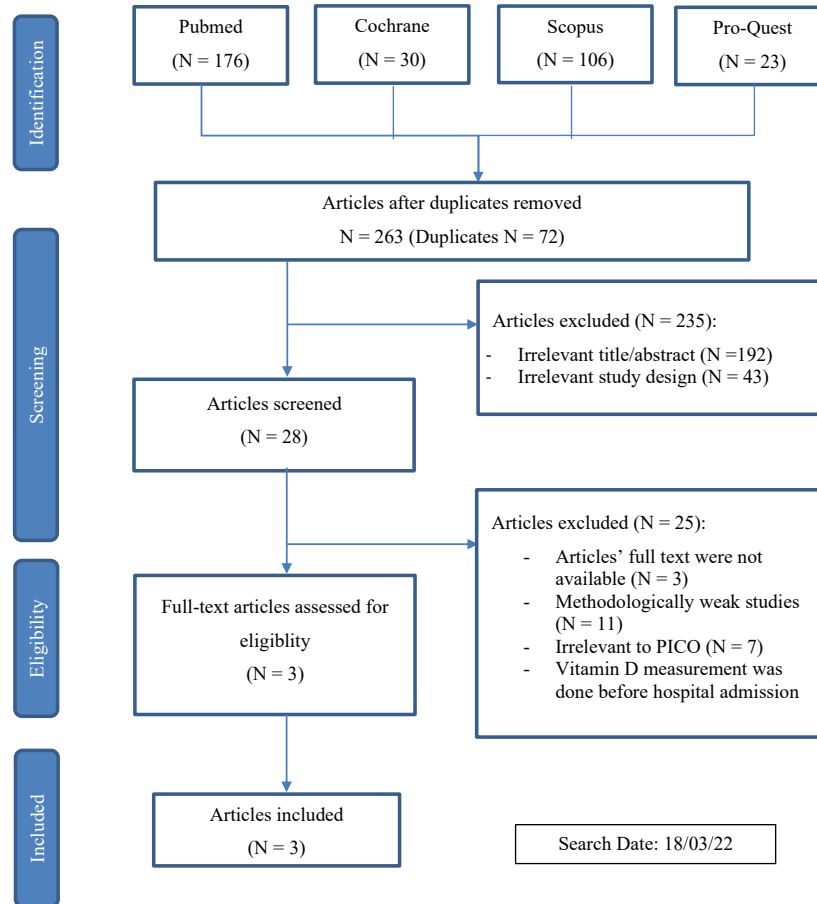 Identification
Pubmed
(N = 176)
Cochrane
(N = 30)
Scopus
(N = 106)
Pro-Quest
(N = 23)
Articles after duplicates removed
N = 263 (Duplicates N = 72)
Screening
Articles excluded (N = 235):
- Irrelevant title/abstract (N =192)
- Irrelevant study design (N = 43)
Articles screened
(N = 28)
Articles excluded (N = 25):
- Articles’ full text were not
available (N = 3)
- Methodologically weak studies
(N = 11)
- Irrelevant to PICO (N = 7)
- Vitamin D measurement was
done before hospital admission
Eligibility
Full-text articles assessed for
eligiblity
(N = 3)
Included
Articles included
(N = 3)
Search Date: 18/03/22